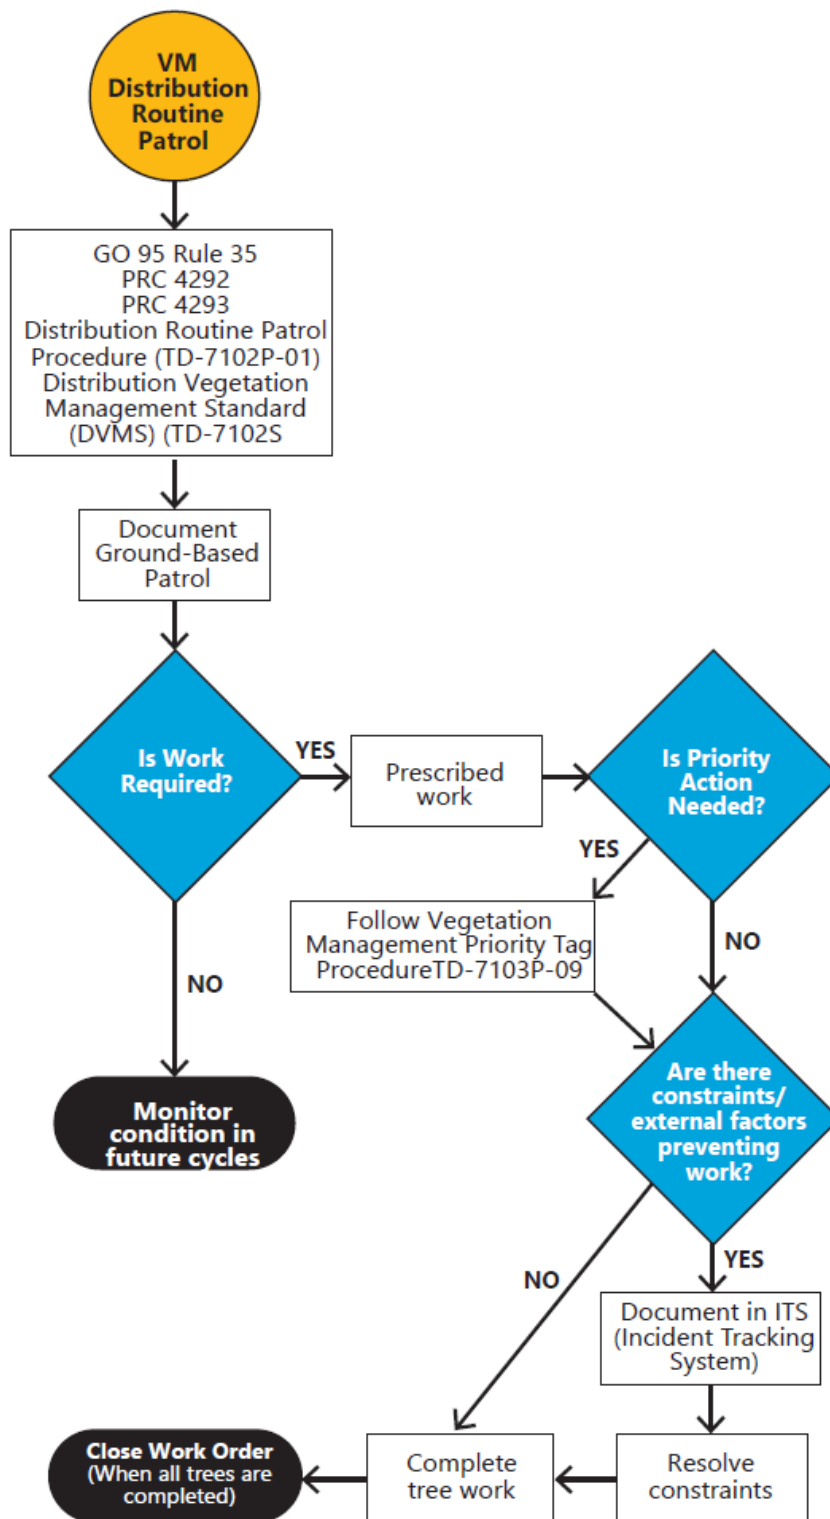 VM
Distribution
Routine
Patrol
GO 95 Rule 35
PRC 4292
PRC 4293
Distribution Routine Patrol
Procedure (TD-7102P-01)
Distribution Vegetation
Management Standard
(DVMS) (TD-7102S
Document
Ground-Based
Patrol
Is Work
Required?
YES
Prescribed
work
Is Priority
Action
Needed?
YES
Follow Vegetation
Management Priority Tag
ProcedureTD-7103P-09
NO
NO
Monitor
condition in
future cycles
Are there
constraints/
external factors
preventing
work?
NO
YES
Document in ITS
(Incident Tracking
System)
Close Work Order
(When all trees are
completed)
Complete
tree work
Resolve
constraints